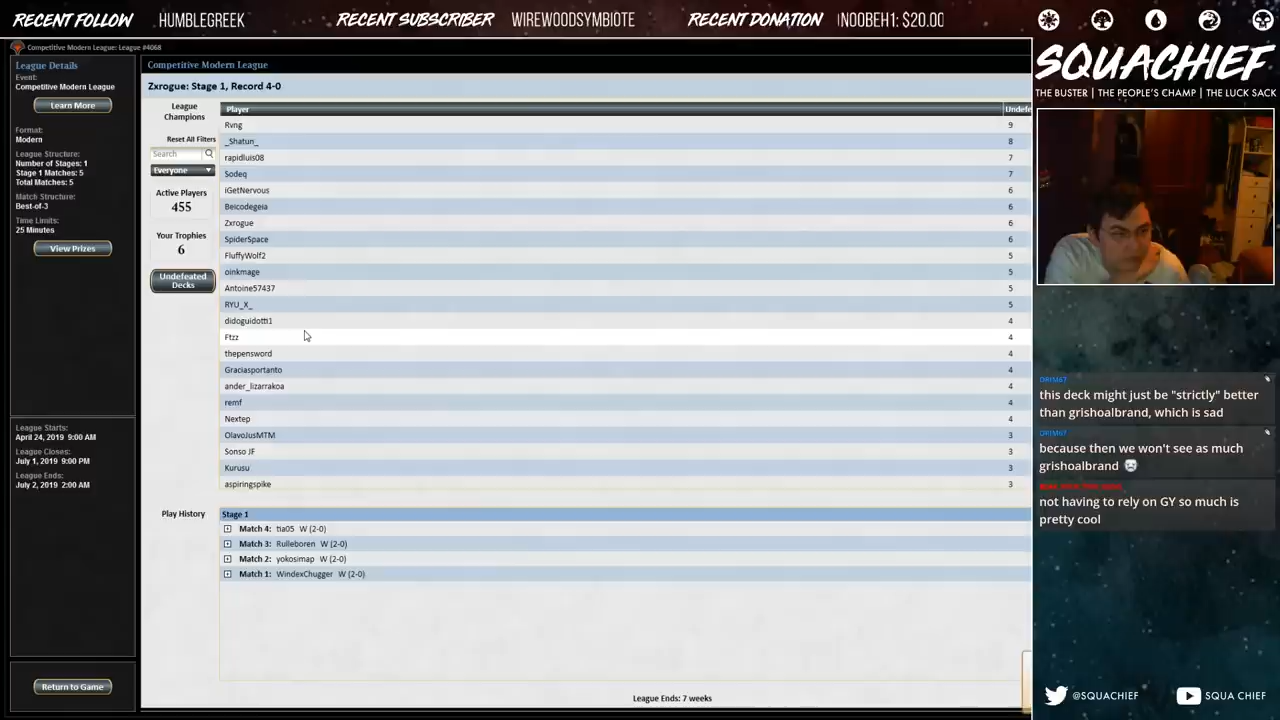 RECENT FOLLOW HUMBLEGREEK RECENT SUBSCRIBER WIREWOODSYMBIOTE RECENT DONATION NOOBEH1: $20.00
SQUACHIEF
THE BUSTER | THE PEOPLE'S CHAMP | THE LUCK SACK
Competitive Modern League: League #4068
League Details
Event:
Competitive Modern League
Learn More
Format:
Modern
League Structure:
Number of Stages: 1
Stage 1 Matches: 5
Total Matches: 5
Match Structure:
Best-of-3
Time Limits:
25 Minutes
View Prizes
League Starts:
April 24, 2019 9:00 AM
League Closes:
July 1, 2019 9:00 PM
League Ends:
July 2, 2019 2:00 AM
Return to Game
Competitive Modern League
Zxrogue: Stage 1, Record 4-0
League
Champions
Reset All Filters
Search
Everyone
Active Players
455
Your Trophies
6
Undefeated
Decks
Player Undefe
Rvng 9
_Shatun_ 8
rapidluis08 7
Sodeq 7
iGetNervous 6
Beicodegeia 6
Zxrogue 6
SpiderSpace 6
FluffyWolf2 5
oinkmage 5
Antoine57437 5
RYU_X_ 5
didoguidotti1 4
Ftzz 4
thepensword 4
Graciasportanto 4
ander_lizarrakoa 4
remf 4
Nextep 4
OlavoJusMTM 3
Sonso JF 3
Kurusu 3
aspiringspike 3
Play History
Stage 1
Match 4: tia05 W (2-0)
Match 3: Rulleboren W (2-0)
Match 2: yokosimap W (2-0)
Match 1: WindexChugger W (2-0)
League Ends: 7 weeks
this deck might just be "strictly" better
than grishoalbrand, which is sad
because then we won't see as much
grishoalbrand
not having to rely on GY so much is
pretty cool
@SQUACHIEF SQUA CHIEF